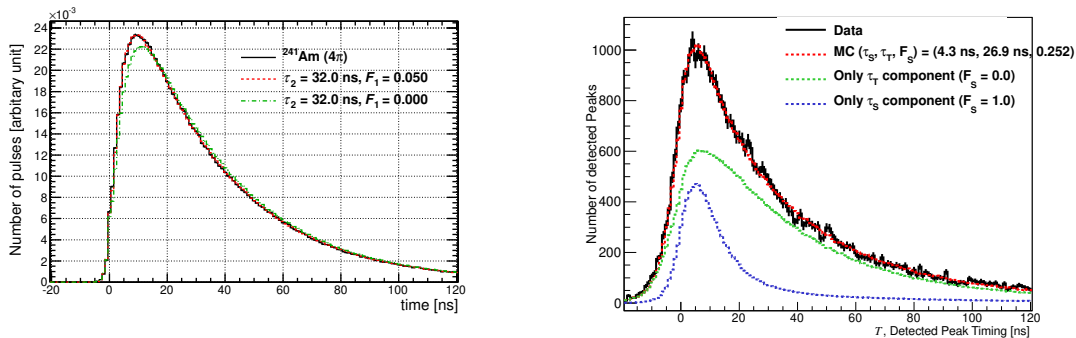 ×10⁻³
24
22
20
18
16
14
12
10
8
6
4
2
0
-20 0 20 40 60 80 100 120
time [ns]
Number of pulses [arbitary unit]
²⁴¹Am (4π)
τ₂ = 32.0 ns, F₁ = 0.050
τ₂ = 32.0 ns, F₁ = 0.000
1000
800
600
400
200
0
0 20 40 60 80 100 120
T, Detected Peak Timing [ns]
Number of detected Peaks
Data
MC (τ_S, τ_T, F_S) = (4.3 ns, 26.9 ns, 0.252)
Only τ_T component (F_S = 0.0)
Only τ_S component (F_S = 1.0)